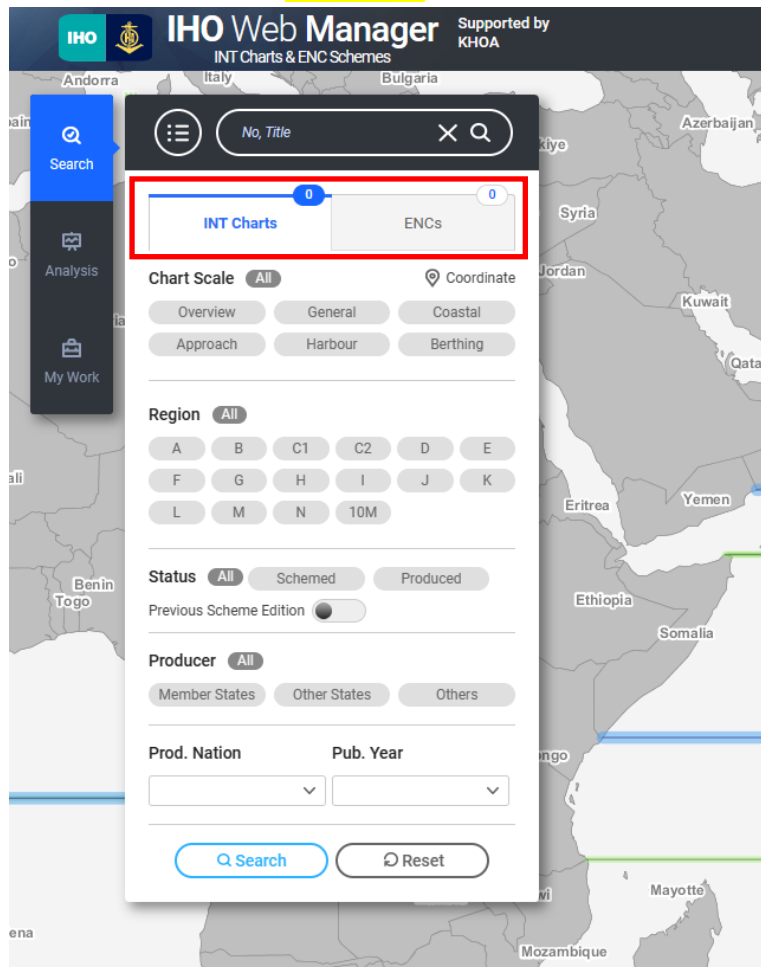 IHO Web Manager Supported by
IHO KHOA
INT Charts & ENC Schemes
Andorra Italy Bulgaria
No, Title
Azerbaijan
Search
0 0
INT Charts ENCs
Syria
Analysis
Chart Scale All Coordinate
Jordan
Overview General Coastal
Kuwait
Approach Harbour Berthing
My Work
Region All
A B C1 C2 D E
F G H I J K
L M N 10M
Eritrea Yemen
Status All Schemed Produced
Benin
Togo
Previous Scheme Edition
Ethiopia
Somalia
Producer All
Member States Other States Others
Prod. Nation Pub. Year
Search Reset
Mayotte
Mozambique